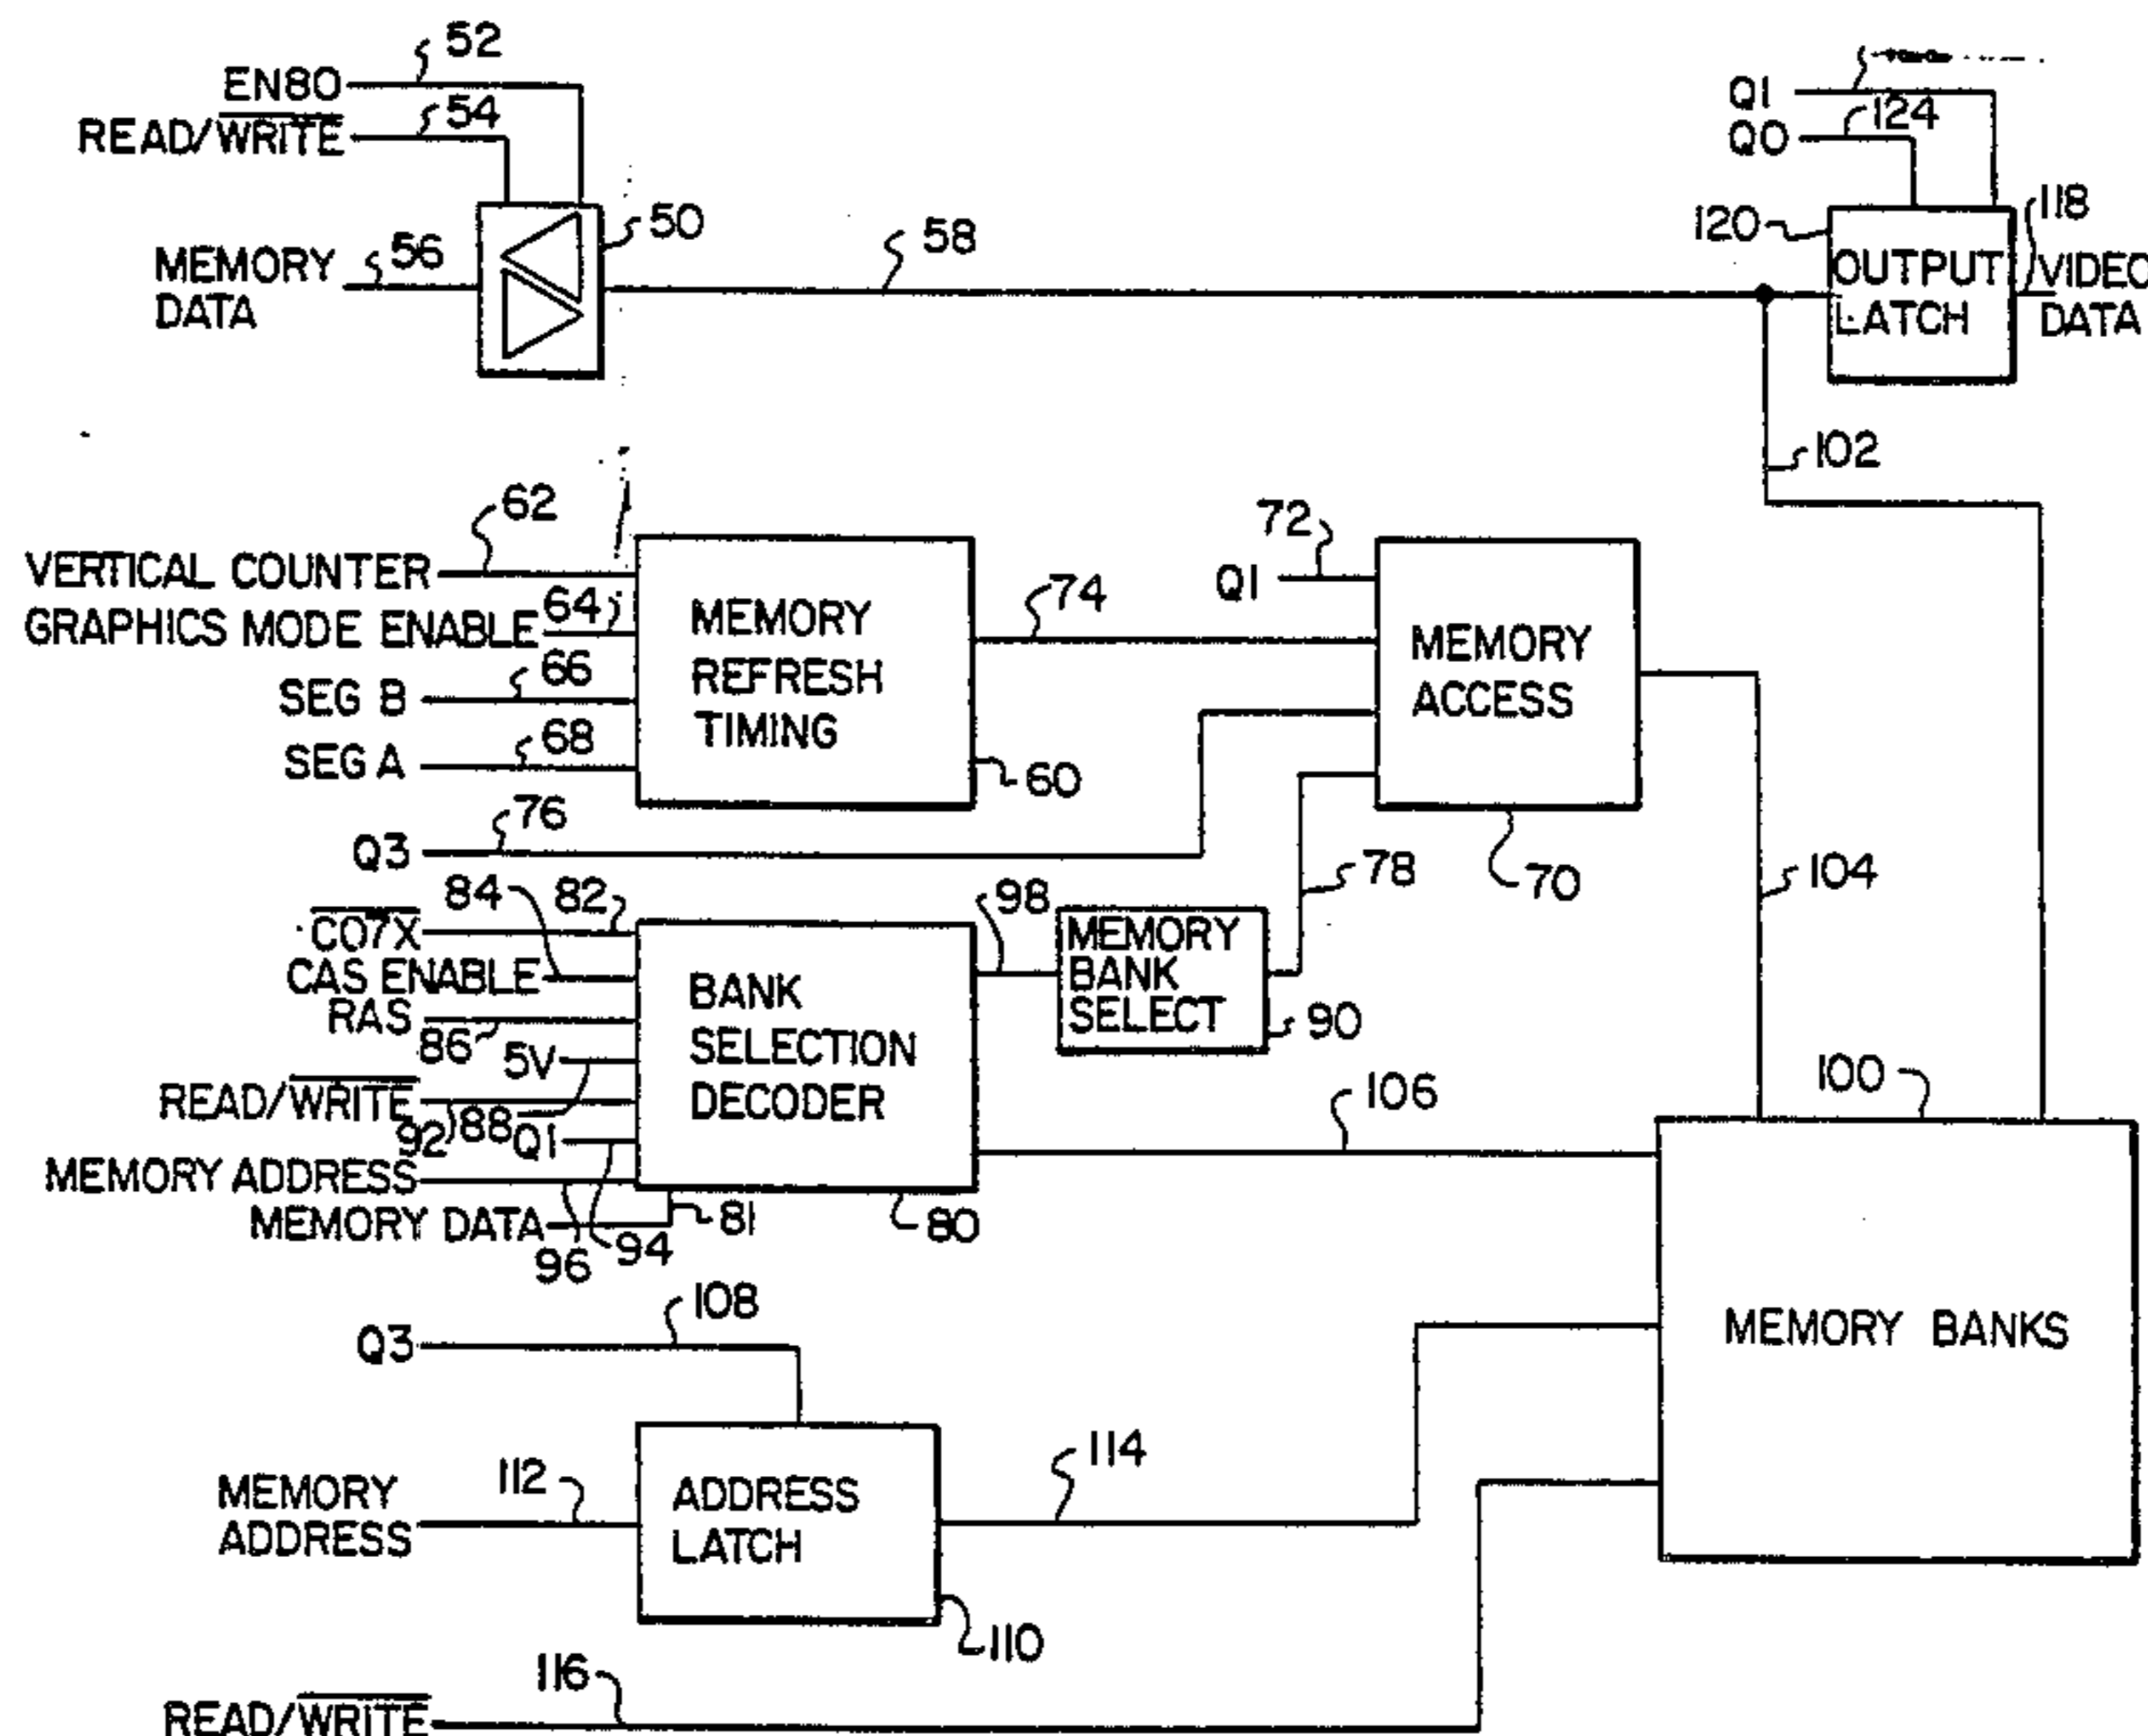 52
EN80
READ/WRITE
54
MEMORY
DATA
56
50
58
Q1
Q0
124
120
OUTPUT
LATCH
118
VIDEO
DATA
102
62
VERTICAL COUNTER
GRAPHICS MODE ENABLE
64
SEG B
66
SEG A
68
MEMORY
REFRESH
TIMING
60
74
72
Q1
MEMORY
ACCESS
70
Q3
76
78
104
84
82
C07X
CAS ENABLE
RAS
86
5V
READ/WRITE
92
88
Q1
MEMORY ADDRESS
MEMORY DATA
81
96
94
BANK
SELECTION
DECODER
80
98
MEMORY
BANK
SELECT
90
106
100
MEMORY BANKS
Q3
108
MEMORY
ADDRESS
112
ADDRESS
LATCH
110
114
116
READ/WRITE